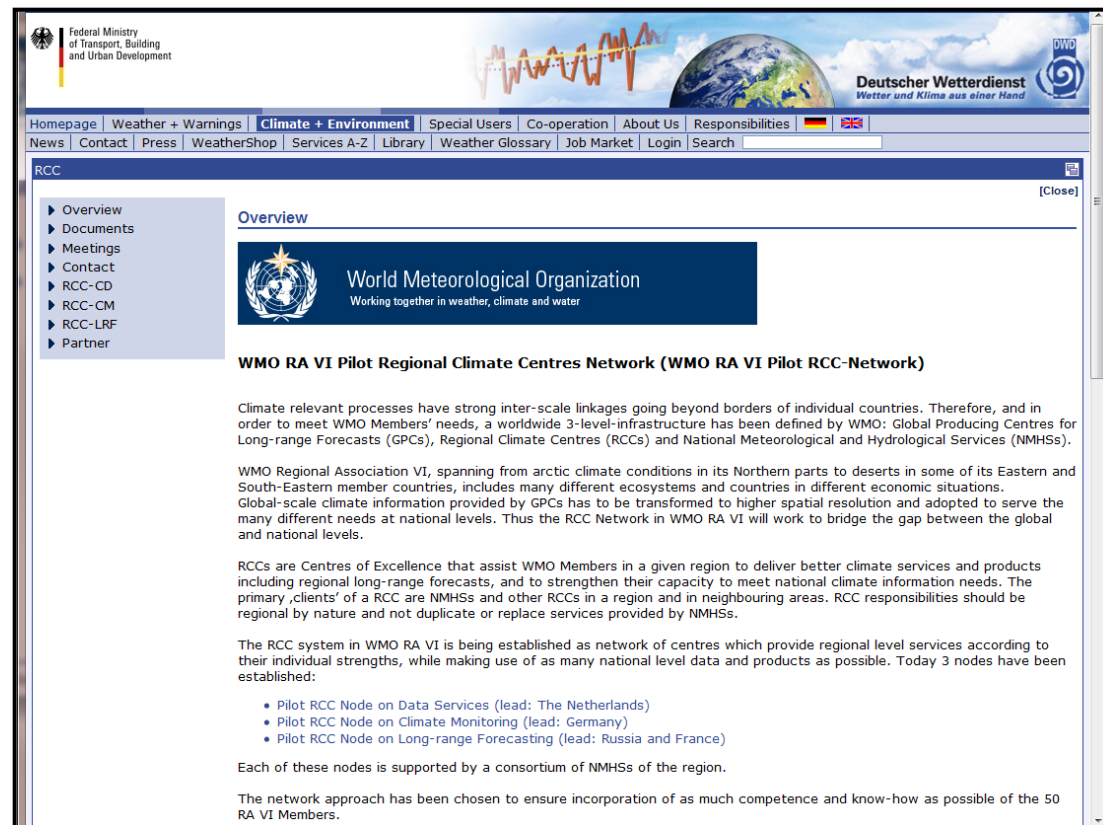 Federal Ministry
of Transport, Building
and Urban Development
DWD
Deutscher Wetterdienst
Wetter und Klima aus einer Hand
Homepage | Weather + Warnings | Climate + Environment | Special Users | Co-operation | About Us | Responsibilities
News | Contact | Press | WeatherShop | Services A-Z | Library | Weather Glossary | Job Market | Login | Search
RCC
[Close]
Overview
Documents
Meetings
Contact
RCC-CD
RCC-CM
RCC-LRF
Partner
Overview
World Meteorological Organization
Working together in weather, climate and water
WMO RA VI Pilot Regional Climate Centres Network (WMO RA VI Pilot RCC-Network)
Climate relevant processes have strong inter-scale linkages going beyond borders of individual countries. Therefore, and in
order to meet WMO Members' needs, a worldwide 3-level-infrastructure has been defined by WMO: Global Producing Centres for
Long-range Forecasts (GPCs), Regional Climate Centres (RCCs) and National Meteorological and Hydrological Services (NMHSs).
WMO Regional Association VI, spanning from arctic climate conditions in its Northern parts to deserts in some of its Eastern and
South-Eastern member countries, includes many different ecosystems and countries in different economic situations.
Global-scale climate information provided by GPCs has to be transformed to higher spatial resolution and adopted to serve the
many different needs at national levels. Thus the RCC Network in WMO RA VI will work to bridge the gap between the global
and national levels.
RCCs are Centres of Excellence that assist WMO Members in a given region to deliver better climate services and products
including regional long-range forecasts, and to strengthen their capacity to meet national climate information needs. The
primary ‚clients' of a RCC are NMHSs and other RCCs in a region and in neighbouring areas. RCC responsibilities should be
regional by nature and not duplicate or replace services provided by NMHSs.
The RCC system in WMO RA VI is being established as network of centres which provide regional level services according to
their individual strengths, while making use of as many national level data and products as possible. Today 3 nodes have been
established:
• Pilot RCC Node on Data Services (lead: The Netherlands)
• Pilot RCC Node on Climate Monitoring (lead: Germany)
• Pilot RCC Node on Long-range Forecasting (lead: Russia and France)
Each of these nodes is supported by a consortium of NMHSs of the region.
The network approach has been chosen to ensure incorporation of as much competence and know-how as possible of the 50
RA VI Members.